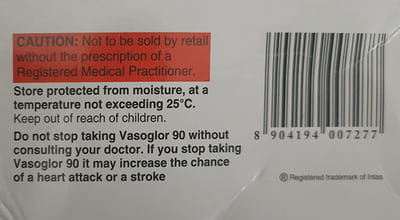 CAUTION: Not to be sold by retail
without the prescription of a
Registered Medical Practitioner.
Store protected from moisture, at a
temperature not exceeding 25°C.
Keep out of reach of children.
Do not stop taking Vasoglor 90 without
consulting your doctor. If you stop taking
Vasoglor 90 it may increase the chance
of a heart attack or a stroke
8 904194 007277
® Registered trademark of Intas